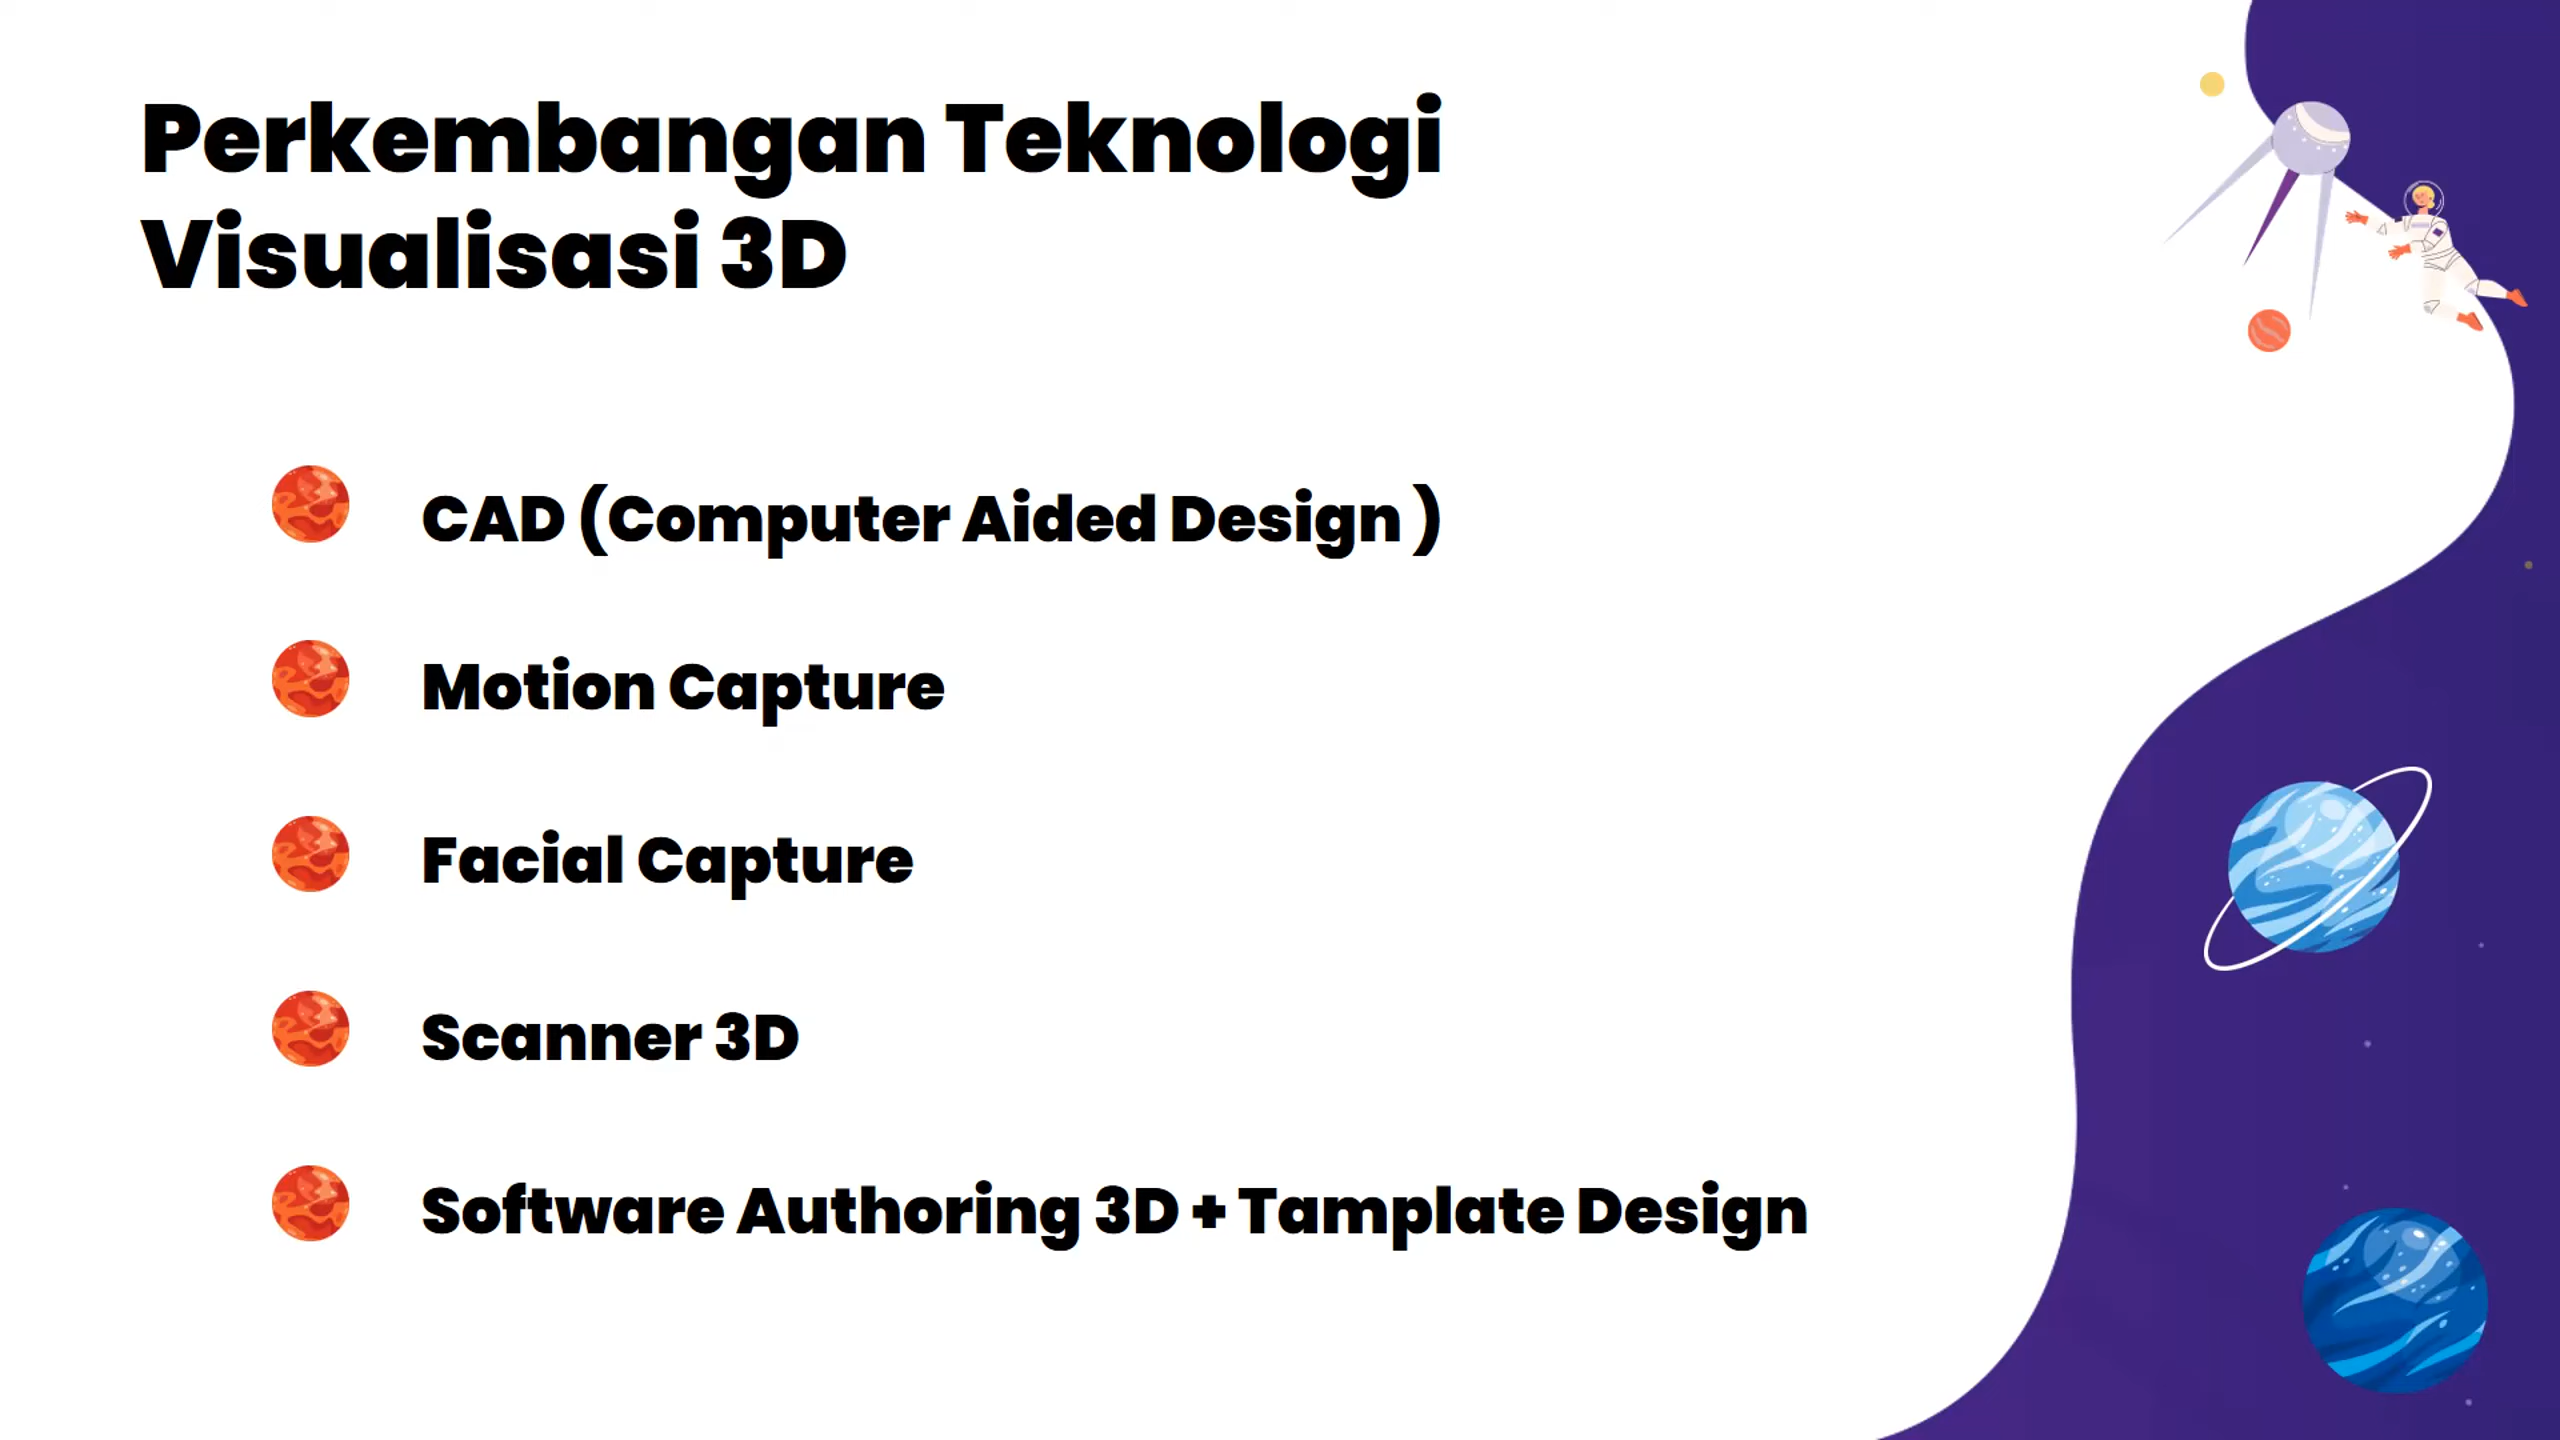 Perkembangan Teknologi
Visualisasi 3D
CAD (Computer Aided Design )
Motion Capture
Facial Capture
Scanner 3D
Software Authoring 3D + Tamplate Design